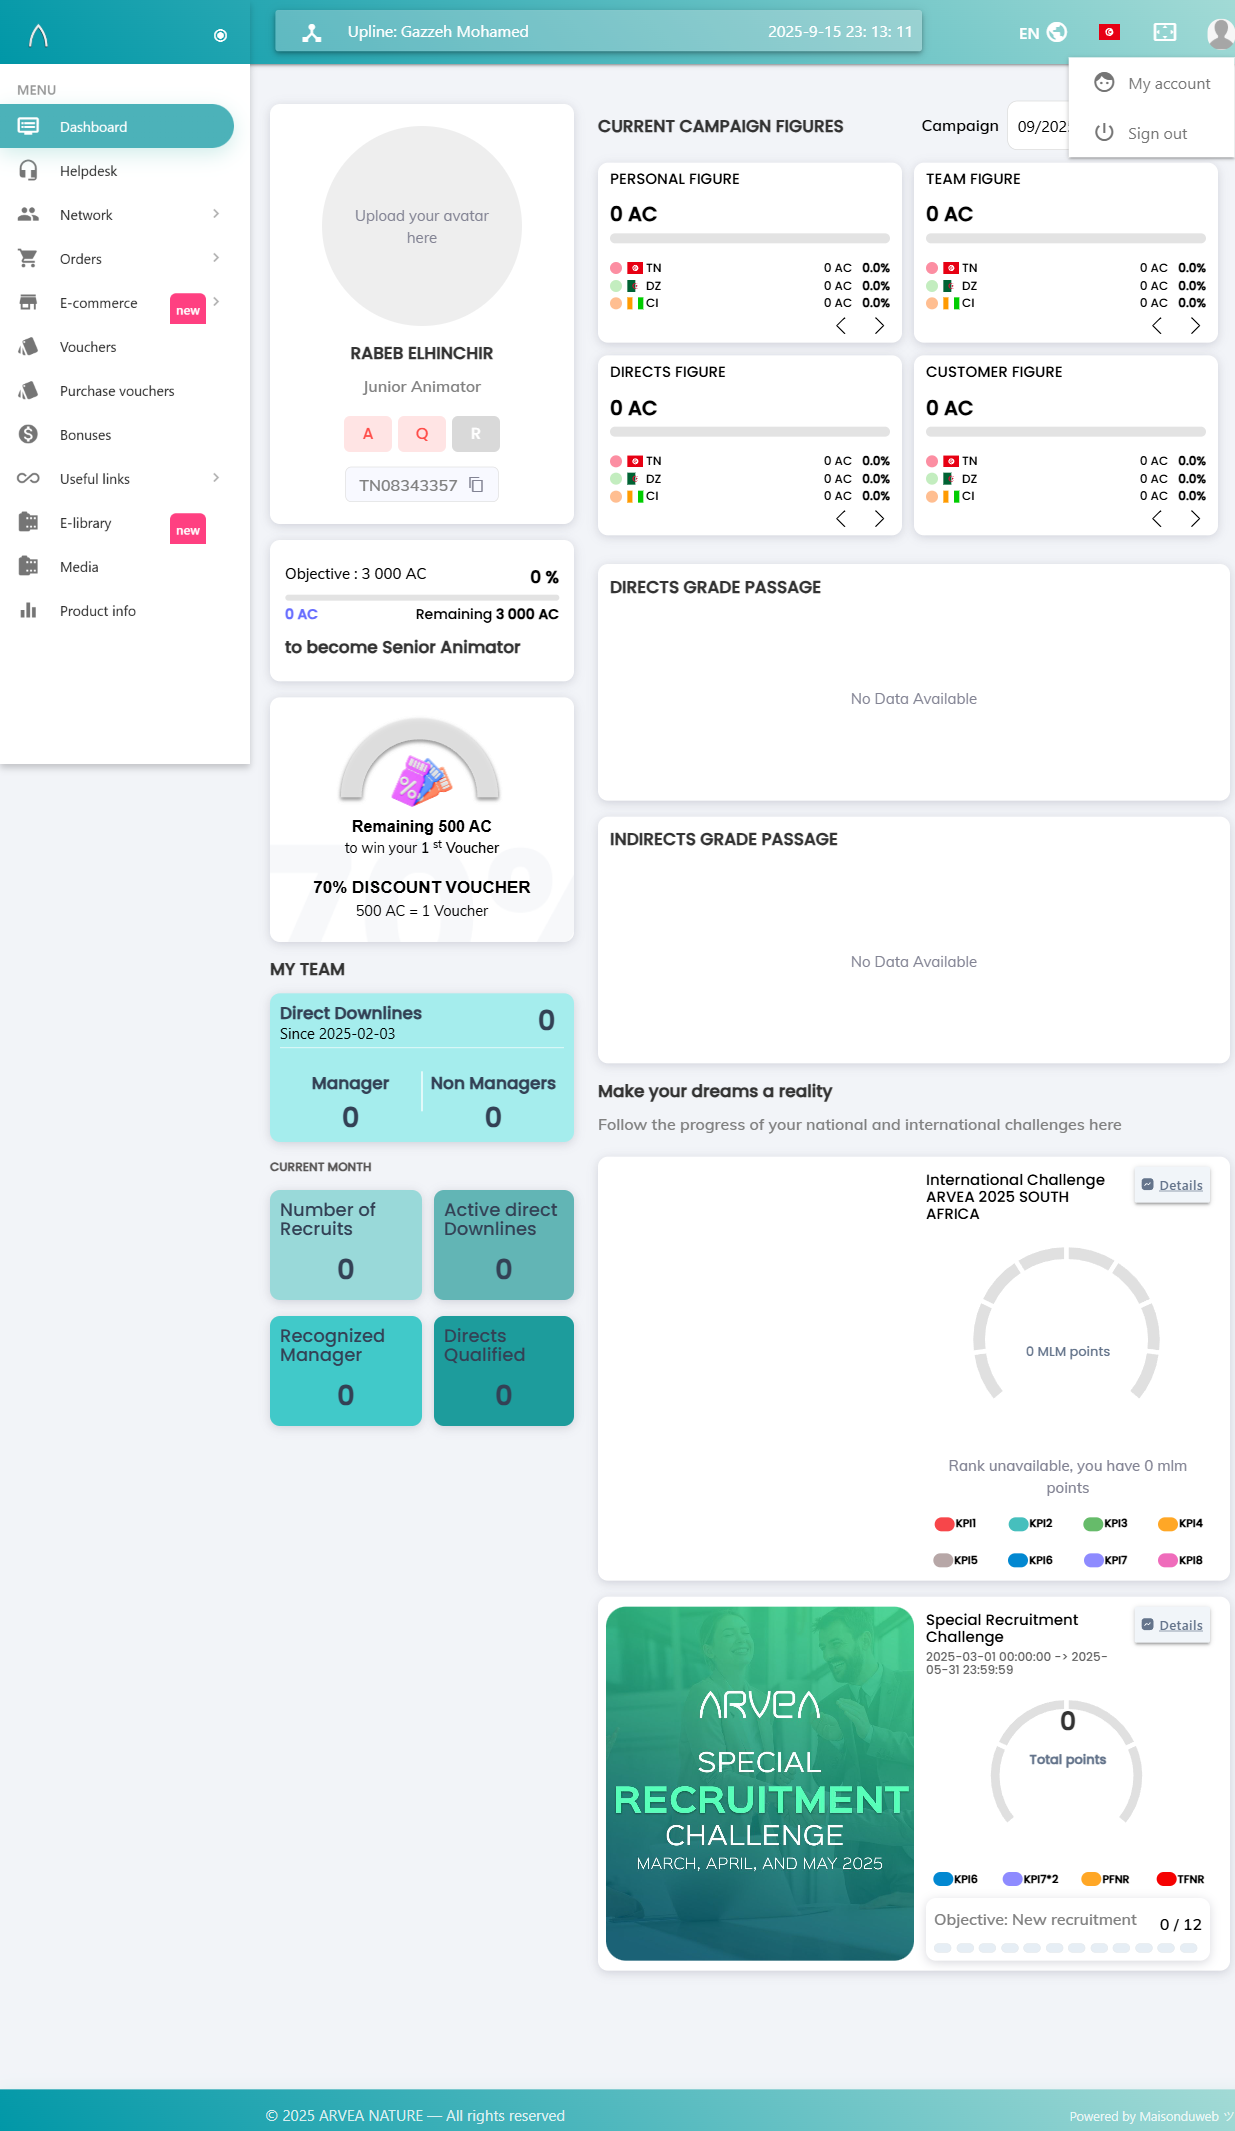 Upline: Gazzeh Mohamed
2025-9-15 23: 13: 11
EN
My account
Sign out
MENU
Dashboard
Helpdesk
Network
Orders
E-commerce
new
Vouchers
Purchase vouchers
Bonuses
Useful links
E-library
new
Media
Product info
Upload your avatar
here
RABEB ELHINCHIR
Junior Animator
A Q R
TN08343357
Objective : 3 000 AC
0 %
0 AC
Remaining 3 000 AC
to become Senior Animator
Remaining 500 AC
to win your 1 st Voucher
70% DISCOUNT VOUCHER
500 AC = 1 Voucher
MY TEAM
Direct Downlines
0
Since 2025-02-03
Manager
0
Non Managers
0
CURRENT MONTH
Number of
Recruits
0
Active direct
Downlines
0
Recognized
Manager
0
Directs
Qualified
0
CURRENT CAMPAIGN FIGURES
Campaign
09/202
PERSONAL FIGURE
0 AC
TN 0 AC 0.0%
DZ 0 AC 0.0%
CI 0 AC 0.0%
TEAM FIGURE
0 AC
TN 0 AC 0.0%
DZ 0 AC 0.0%
CI 0 AC 0.0%
DIRECTS FIGURE
0 AC
TN 0 AC 0.0%
DZ 0 AC 0.0%
CI 0 AC 0.0%
CUSTOMER FIGURE
0 AC
TN 0 AC 0.0%
DZ 0 AC 0.0%
CI 0 AC 0.0%
DIRECTS GRADE PASSAGE
No Data Available
INDIRECTS GRADE PASSAGE
No Data Available
Make your dreams a reality
Follow the progress of your national and international challenges here
International Challenge
ARVEA 2025 SOUTH
AFRICA
Details
0 MLM points
Rank unavailable, you have 0 mlm
points
KPI1 KPI2 KPI3 KPI4
KPI5 KPI6 KPI7 KPI8
ARVEA
SPECIAL
RECRUITMENT
CHALLENGE
MARCH, APRIL, AND MAY 2025
Special Recruitment
Challenge
2025-03-01 00:00:00 -> 2025-
05-31 23:59:59
Details
0
Total points
KPI6 KPI7*2 PFNR TFNR
Objective: New recruitment
0 / 12
© 2025 ARVEA NATURE — All rights reserved
Powered by Maisonduweb ツ